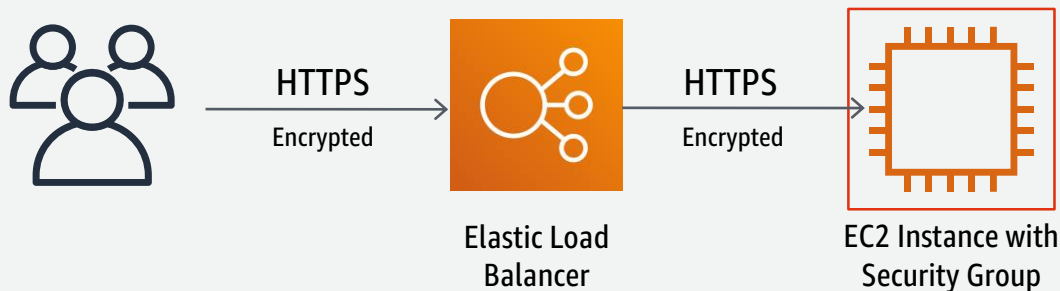 HTTPS
Encrypted
HTTPS
Encrypted
Elastic Load
Balancer
EC2 Instance with
Security Group